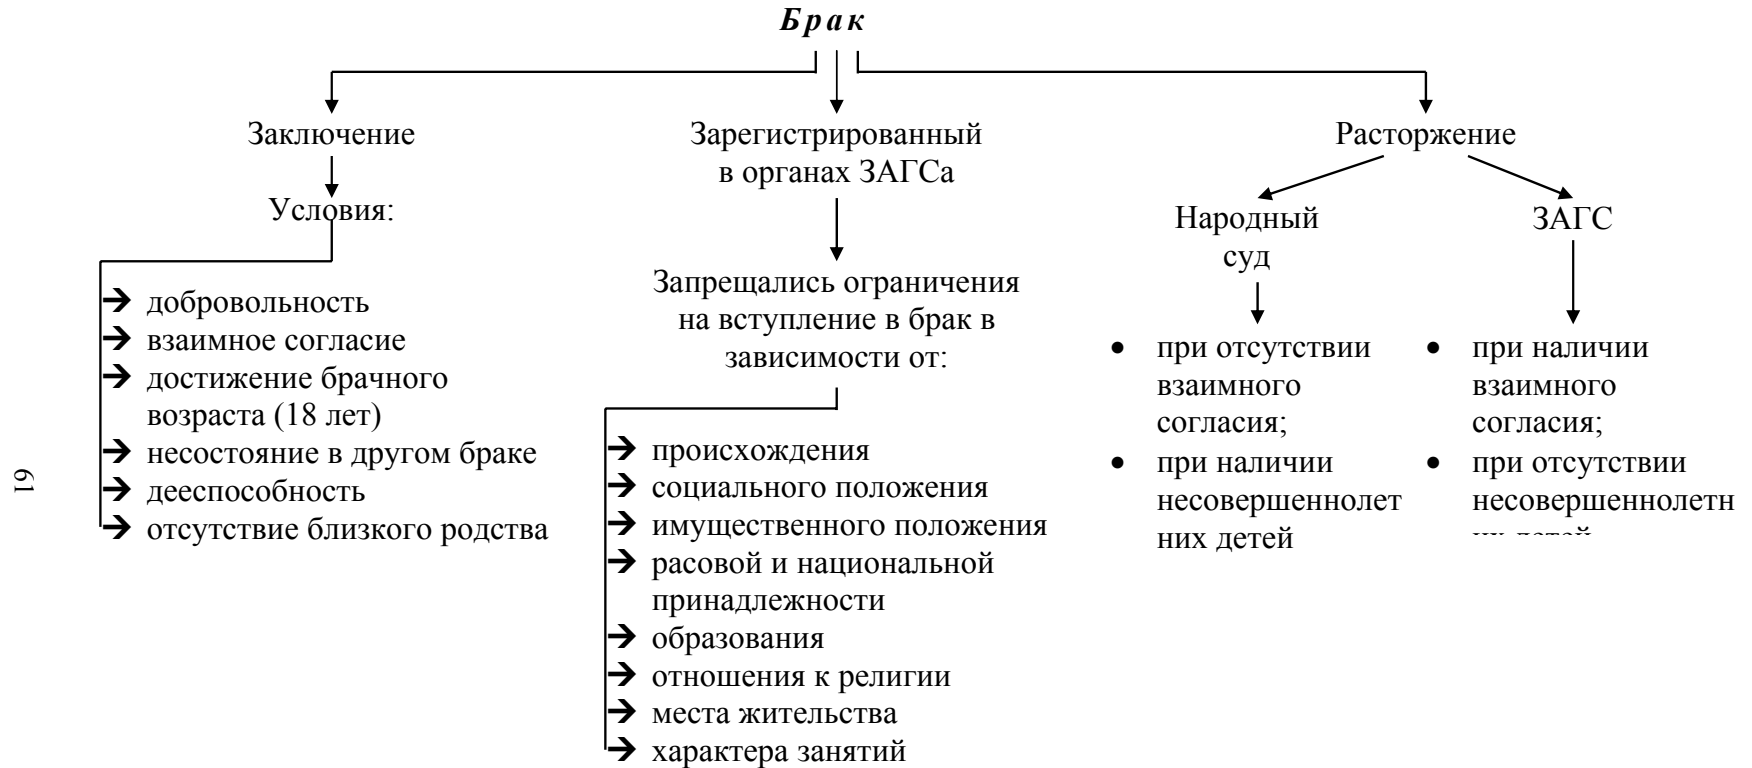 Брак
Заключение
Условия:
добровольность
взаимное согласие
достижение брачного
возраста (18 лет)
несостояние в другом браке
дееспособность
отсутствие близкого родства
Зарегистрированный
в органах ЗАГСа
Запрещались ограничения
на вступление в брак в
зависимости от:
происхождения
социального положения
имущественного положения
расовой и национальной
принадлежности
образования
отношения к религии
места жительства
характера занятий
Расторжение
Народный
суд
• при отсутствии
взаимного
согласия;
• при наличии
несовершеннолет
них детей
ЗАГС
• при наличии
взаимного
согласия;
• при отсутствии
несовершеннолетн
61